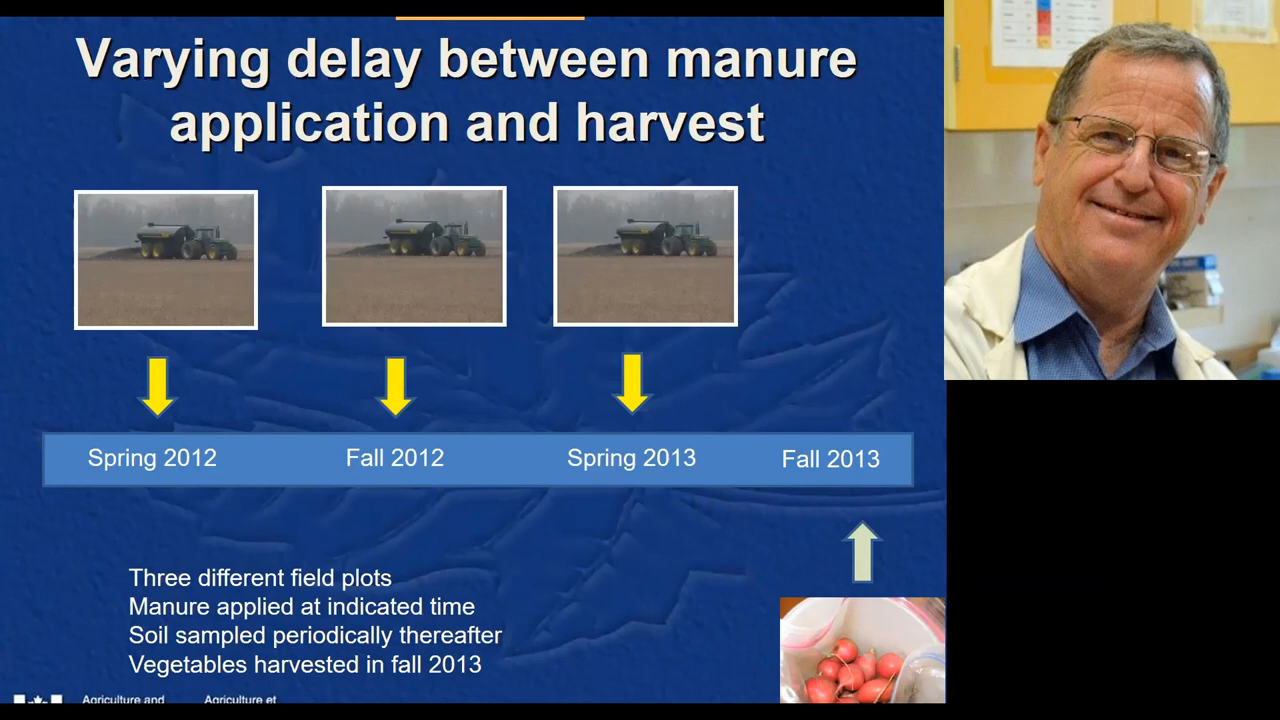 Varying delay between manure
application and harvest
Spring 2012
Fall 2012
Spring 2013
Fall 2013
Three different field plots
Manure applied at indicated time
Soil sampled periodically thereafter
Vegetables harvested in fall 2013
Agriculture and
Agriculture et